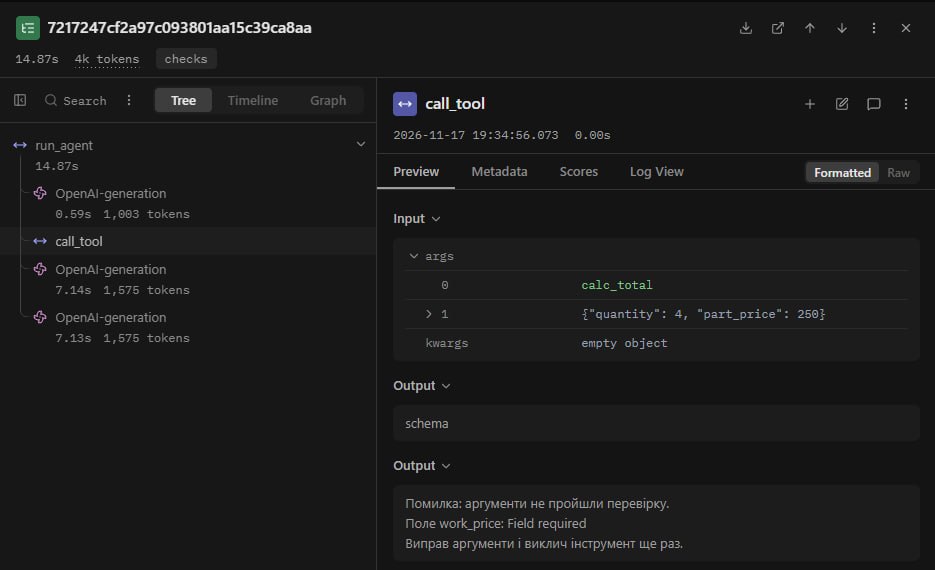 7217247cf2a97c093801aa15c39ca8aa
14.87s 4k tokens checks
Search
Tree Timeline Graph
run_agent
14.87s
OpenAI-generation
0.59s 1,003 tokens
call_tool
OpenAI-generation
7.14s 1,575 tokens
OpenAI-generation
7.13s 1,575 tokens
call_tool
2026-11-17 19:34:56.073 0.00s
Preview Metadata Scores Log View
Formatted Raw
Input
args
0 calc_total
1 {"quantity": 4, "part_price": 250}
kwargs empty object
Output
schema
Output
Помилка: аргументи не пройшли перевірку.
Поле work_price: Field required
Виправ аргументи і виклич інструмент ще раз.